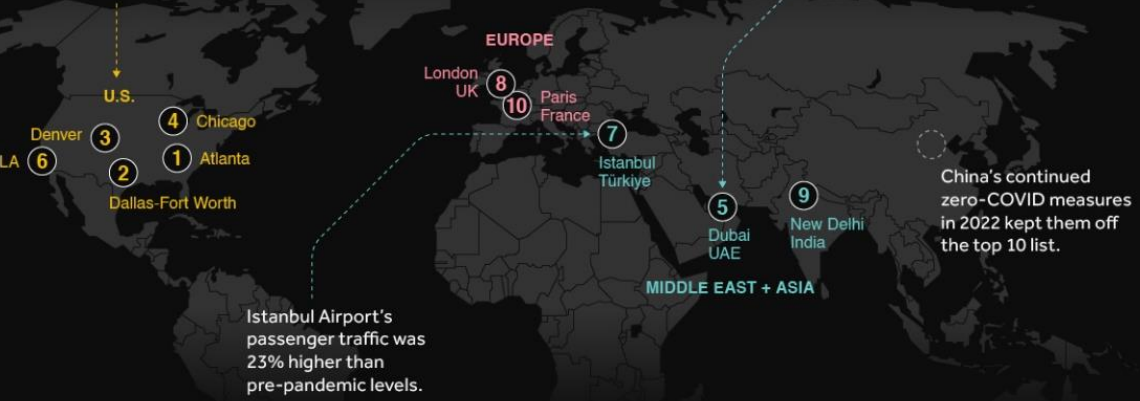 U.S.
Denver
3
4
Chicago
LA
6
1
Atlanta
2
Dallas-Fort Worth
EUROPE
London
UK
8
10
Paris
France
7
Istanbul
Türkiye
5
Dubai
UAE
9
New Delhi
India
MIDDLE EAST + ASIA
China's continued
zero-COVID measures
in 2022 kept them off
the top 10 list.
Istanbul Airport's
passenger traffic was
23% higher than
pre-pandemic levels.